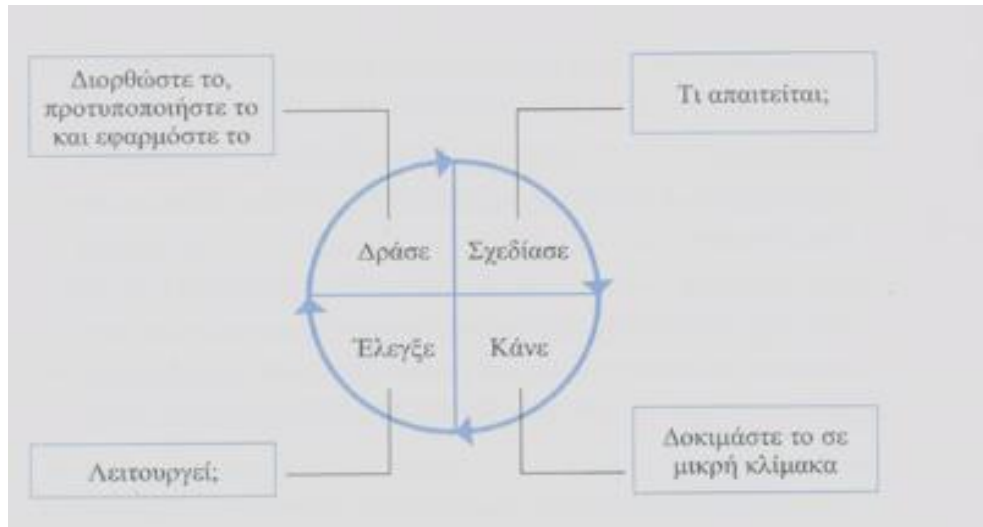 Διορθώστε το,
προτυποποιήστε το
και εφαρμόστε το
Τι απαιτείται;
Δράσε
Σχεδίασε
Έλεγξε
Κάνε
Λειτουργεί;
Δοκιμάστε το σε
μικρή κλίμακα